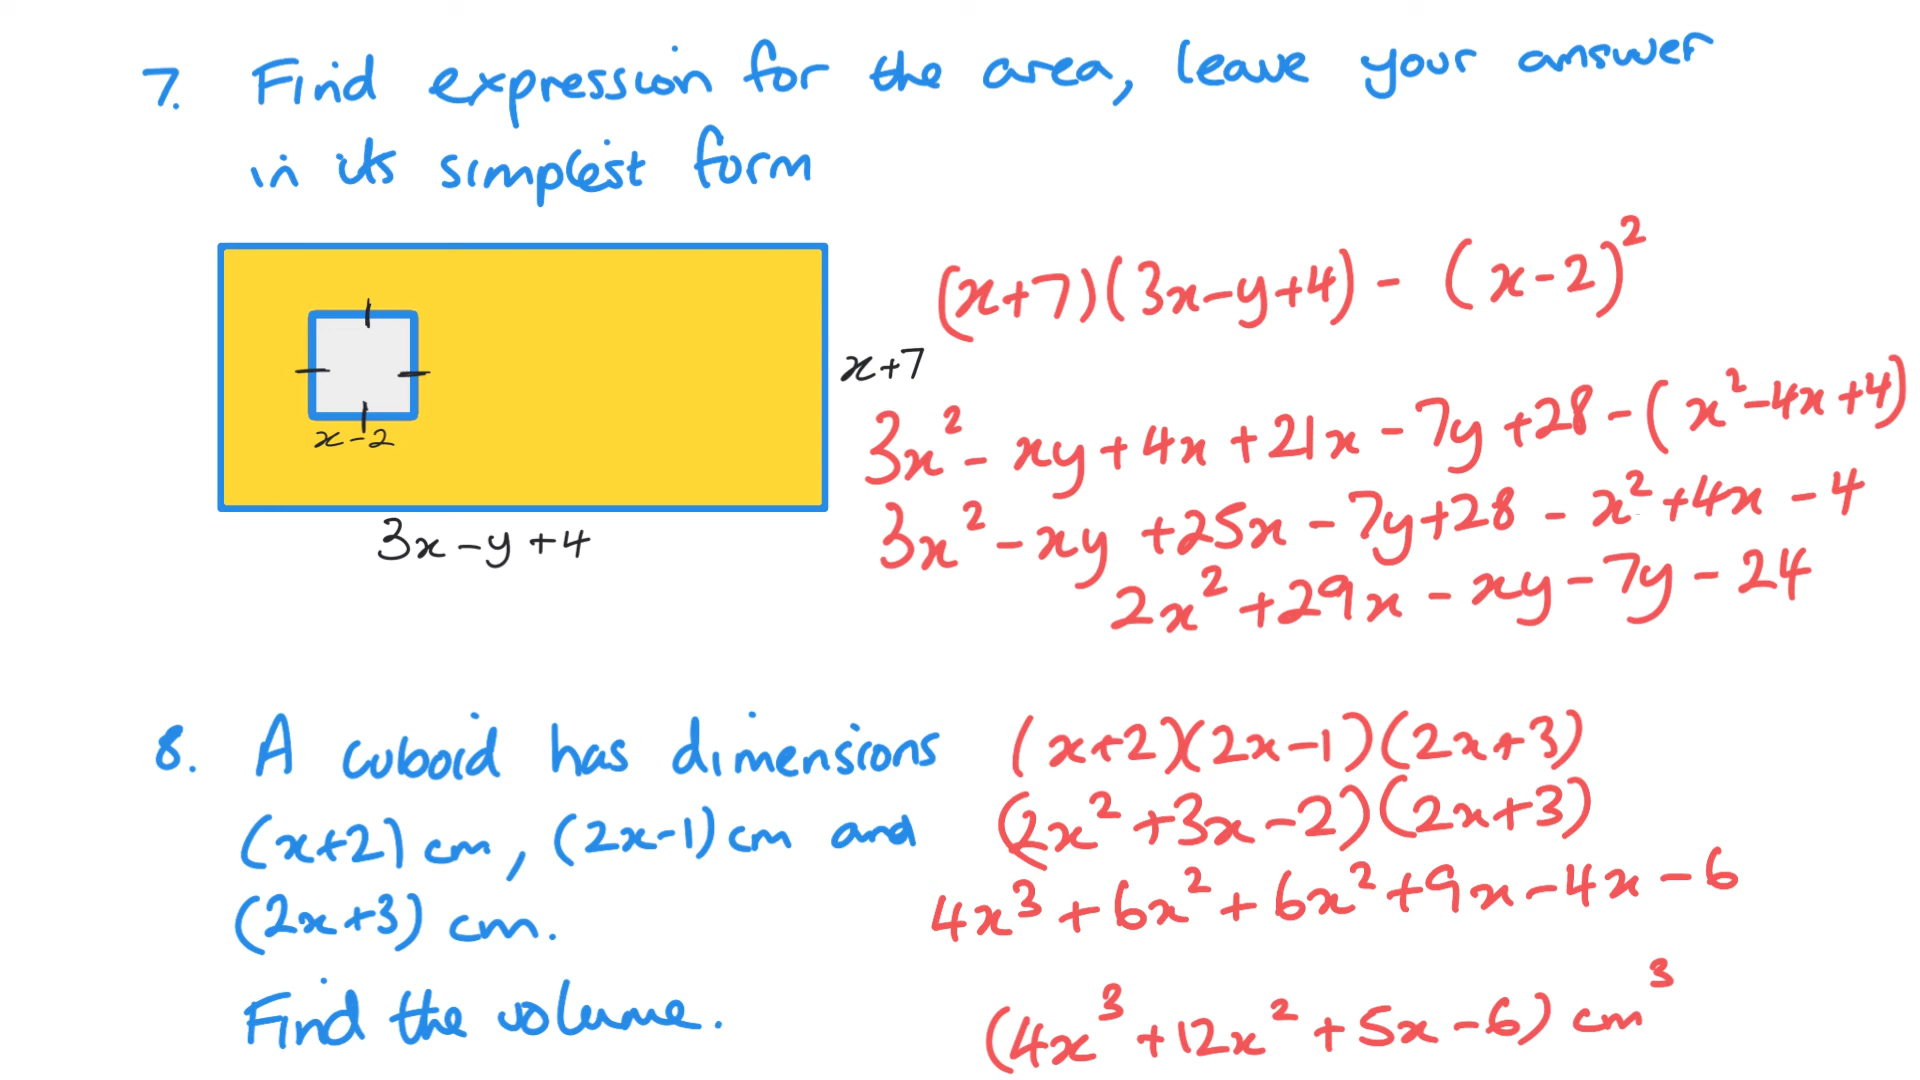 7. Find expression for the area, leave your answer
in its simplest form
(x+7)(3x-y+4) - (x-2)²
x+7
3x² - xy + 4x + 21x - 7y + 28 - (x²-4x+4)
x-2
3x² - xy + 25x - 7y + 28 - x² + 4x - 4
3x - y + 4
2x² + 29x - xy - 7y - 24
8. A cuboid has dimensions
(x+2) cm, (2x-1) cm and
(2x+3) cm.
Find the volume.
(x+2)(2x-1)(2x+3)
(2x² + 3x - 2)(2x+3)
4x³ + 6x² + 6x² + 9x - 4x - 6
(4x³ + 12x² + 5x - 6) cm³